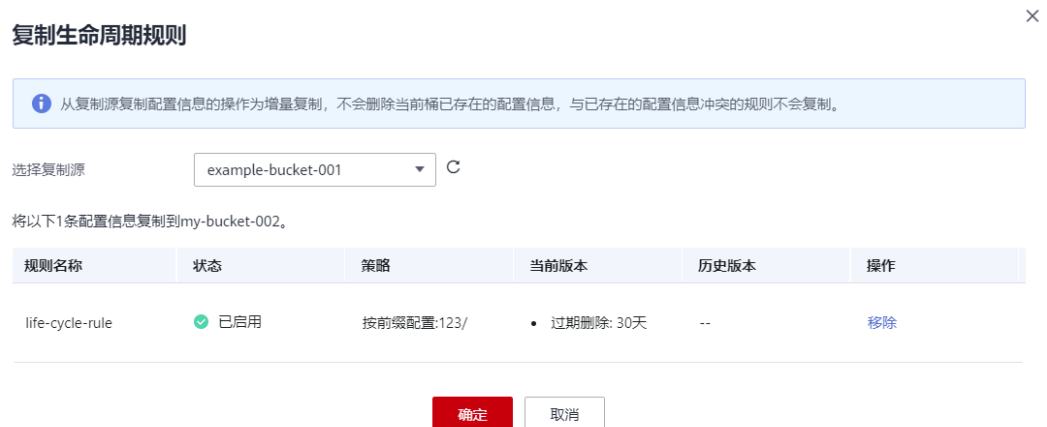 复制生命周期规则
从复制源复制配置信息的操作为增量复制，不会删除当前桶已存在的配置信息，与已存在的配置信息冲突的规则不会复制。
选择复制源 example-bucket-001
将以下1条配置信息复制到my-bucket-002。
规则名称 状态 策略 当前版本 历史版本 操作
life-cycle-rule 已启用 按前缀配置:123/ • 过期删除: 30天 -- 移除
确定 取消